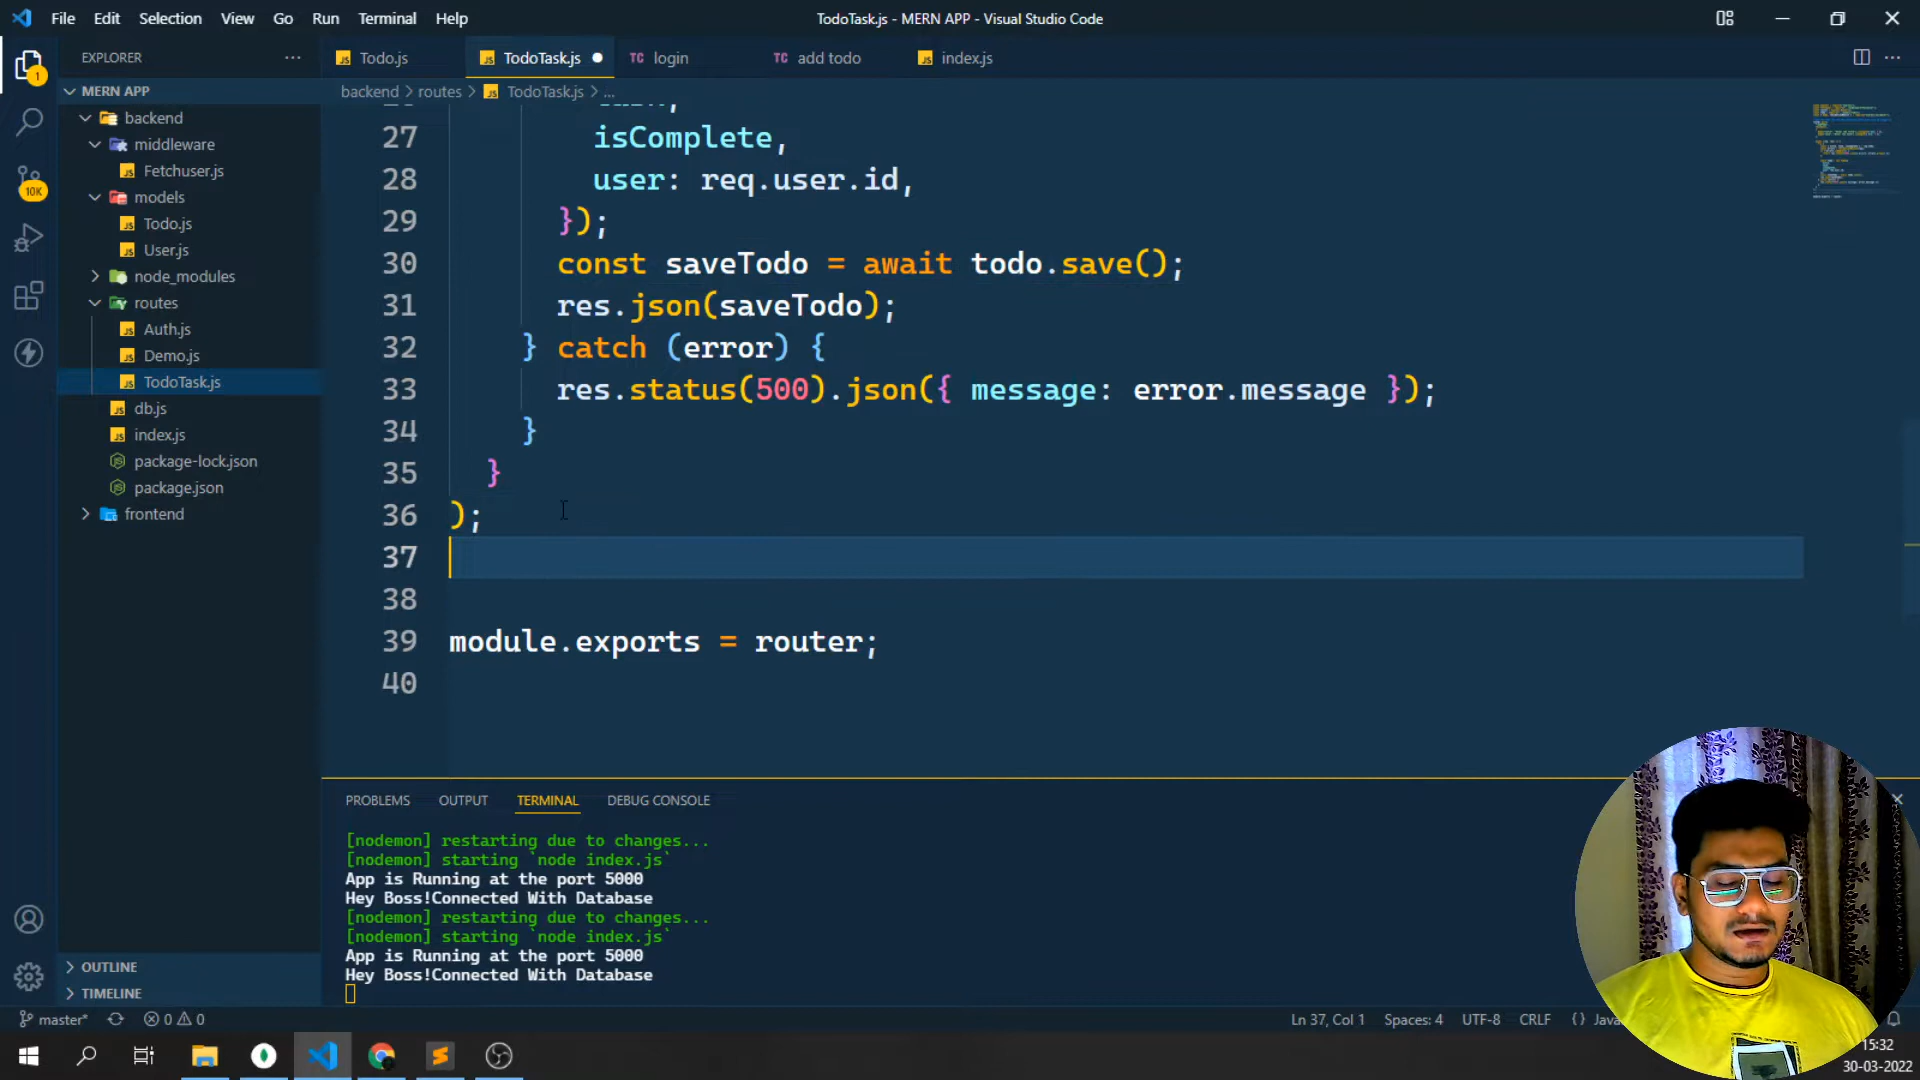 File Edit Selection View Go Run Terminal Help
TodoTask.js - MERN APP - Visual Studio Code
EXPLORER
Todo.js
TodoTask.js
TC login
TC add todo
index.js
MERN APP
backend > routes > TodoTask.js > ...
backend
middleware
Fetchuser.js
models
Todo.js
User.js
node_modules
routes
Auth.js
Demo.js
TodoTask.js
db.js
index.js
package-lock.json
package.json
frontend
1
10K
27 isComplete,
28 user: req.user.id,
29 });
30 const saveTodo = await todo.save();
31 res.json(saveTodo);
32 } catch (error) {
33 res.status(500).json({ message: error.message });
34 }
35 }
36 );
37
38
39 module.exports = router;
40
PROBLEMS OUTPUT TERMINAL DEBUG CONSOLE
[nodemon] restarting due to changes...
[nodemon] starting `node index.js`
App is Running at the port 5000
Hey Boss!Connected With Database
[nodemon] restarting due to changes...
[nodemon] starting `node index.js`
App is Running at the port 5000
Hey Boss!Connected With Database
OUTLINE
TIMELINE
master* 0 0
Ln 37, Col 1 Spaces: 4 UTF-8 CRLF {}
15:32
30-03-2022